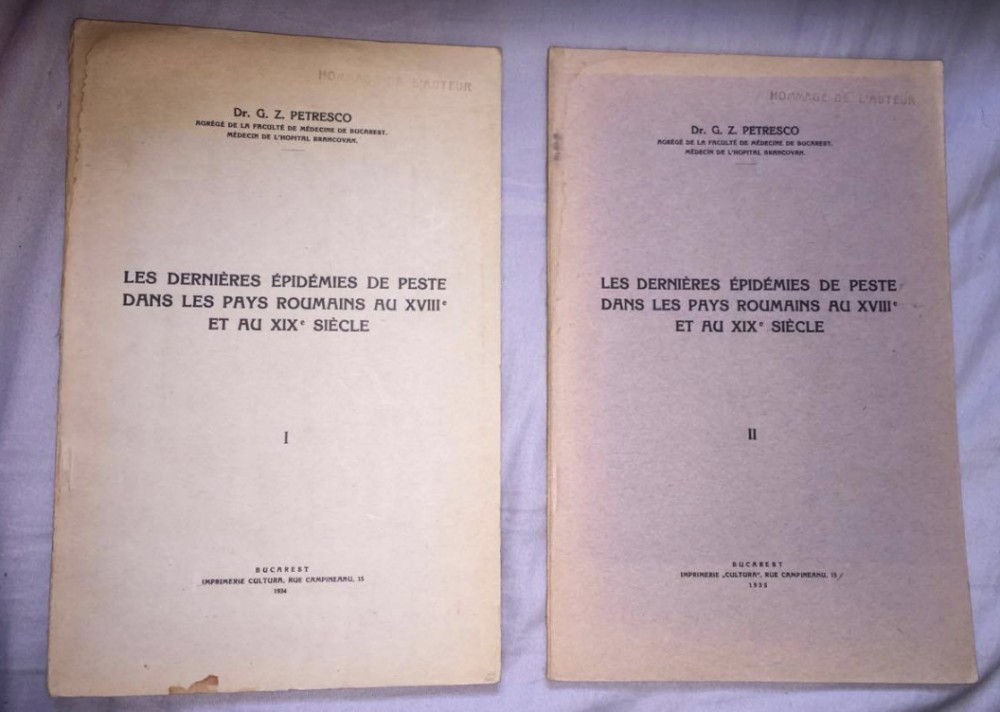 HOMMAGE DE L'AUTEUR
Dr. G. Z. PETRESCO
AGRÉGÉ DE LA FACULTÉ DE MÉDECINE DE BUCAREST.
MÉDECIN DE L'HOPITAL BRANCOVAN.
LES DERNIÈRES ÉPIDÉMIES DE PESTE
DANS LES PAYS ROUMAINS AU XVIIIe
ET AU XIXe SIÈCLE
I
BUCAREST
IMPRIMERIE CULTURA, RUE CAMPINEANU, 15
1934
HOMMAGE DE L'AUTEUR
Dr. G. Z. PETRESCO
AGRÉGÉ DE LA FACULTÉ DE MÉDECINE DE BUCAREST.
MÉDECIN DE L'HOPITAL BRANCOVAN.
LES DERNIÈRES ÉPIDÉMIES DE PESTE
DANS LES PAYS ROUMAINS AU XVIIIe
ET AU XIXe SIÈCLE
II
BUCAREST
IMPRIMERIE „CULTURA", RUE CAMPINEANU, 15
1935